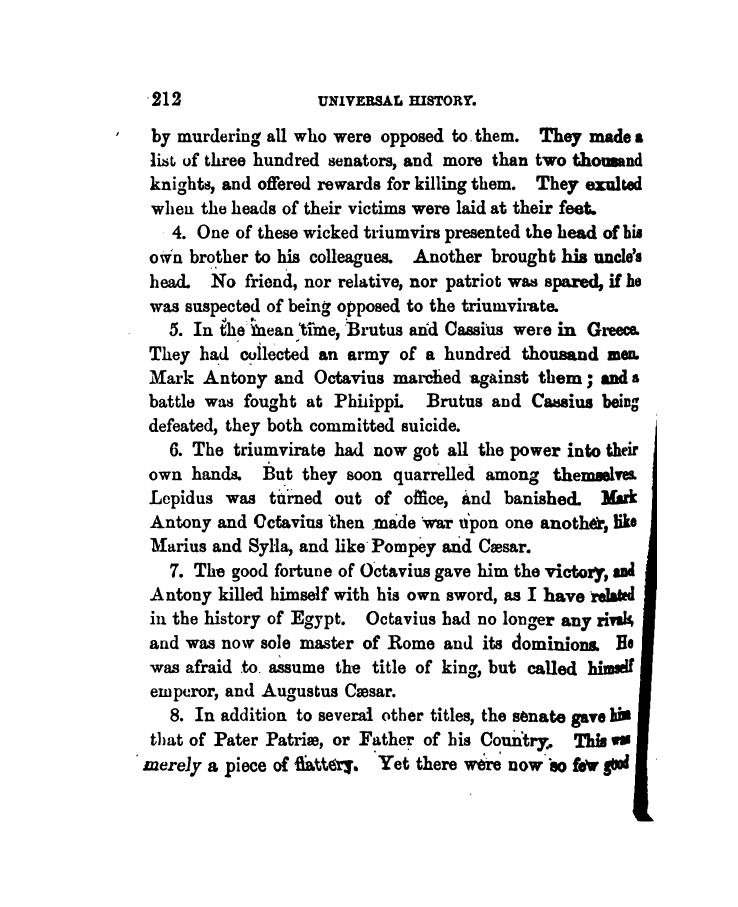 212 UNIVERSAL HISTORY.
by murdering all who were opposed to them. They made a
list of three hundred senators, and more than two thousand
knights, and offered rewards for killing them. They exulted
when the heads of their victims were laid at their feet.
4. One of these wicked triumvirs presented the head of his
own brother to his colleagues. Another brought his uncle's
head. No friend, nor relative, nor patriot was spared, if he
was suspected of being opposed to the triumvirate.
5. In the mean time, Brutus and Cassius were in Greece.
They had collected an army of a hundred thousand men.
Mark Antony and Octavius marched against them; and a
battle was fought at Philippi. Brutus and Cassius being
defeated, they both committed suicide.
6. The triumvirate had now got all the power into their
own hands. But they soon quarrelled among themselves.
Lepidus was turned out of office, and banished. Mark
Antony and Octavius then made war upon one another, like
Marius and Sylla, and like Pompey and Cæsar.
7. The good fortune of Octavius gave him the victory, and
Antony killed himself with his own sword, as I have related
in the history of Egypt. Octavius had no longer any rivals,
and was now sole master of Rome and its dominions. He
was afraid to assume the title of king, but called himself
emperor, and Augustus Cæsar.
8. In addition to several other titles, the senate gave him
that of Pater Patriæ, or Father of his Country. This was
merely a piece of flattery. Yet there were now so few good